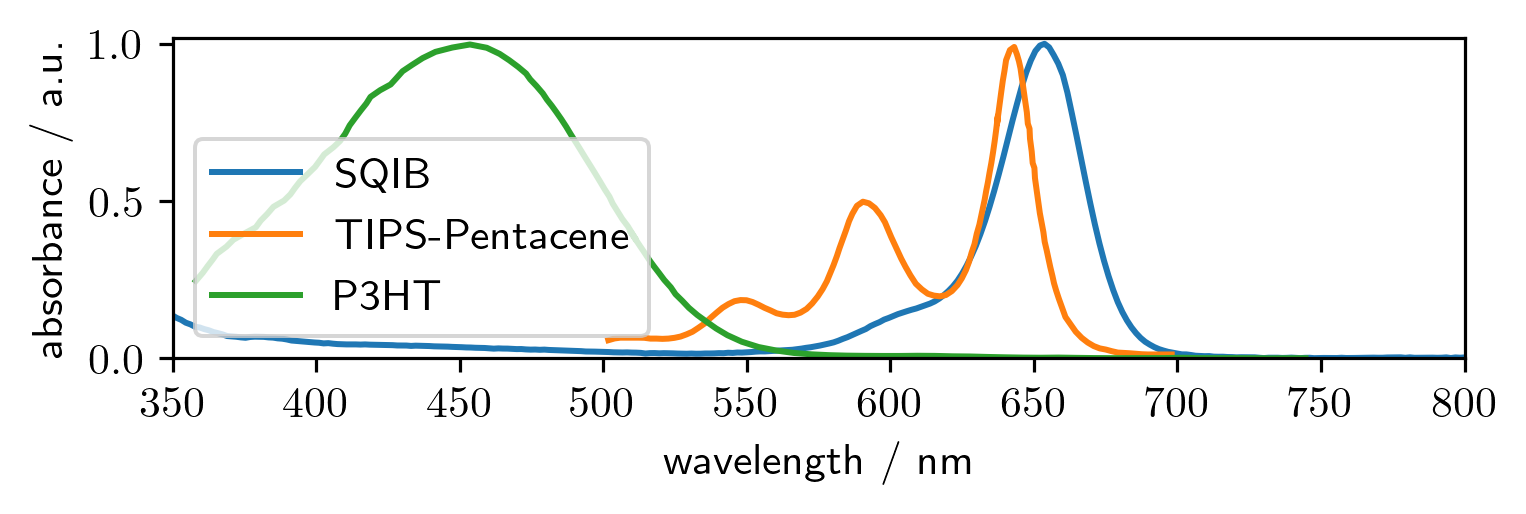 absorbance / a.u.
1.0
0.5
0.0
SQIB
TIPS-Pentacene
P3HT
350 400 450 500 550 600 650 700 750 800
wavelength / nm